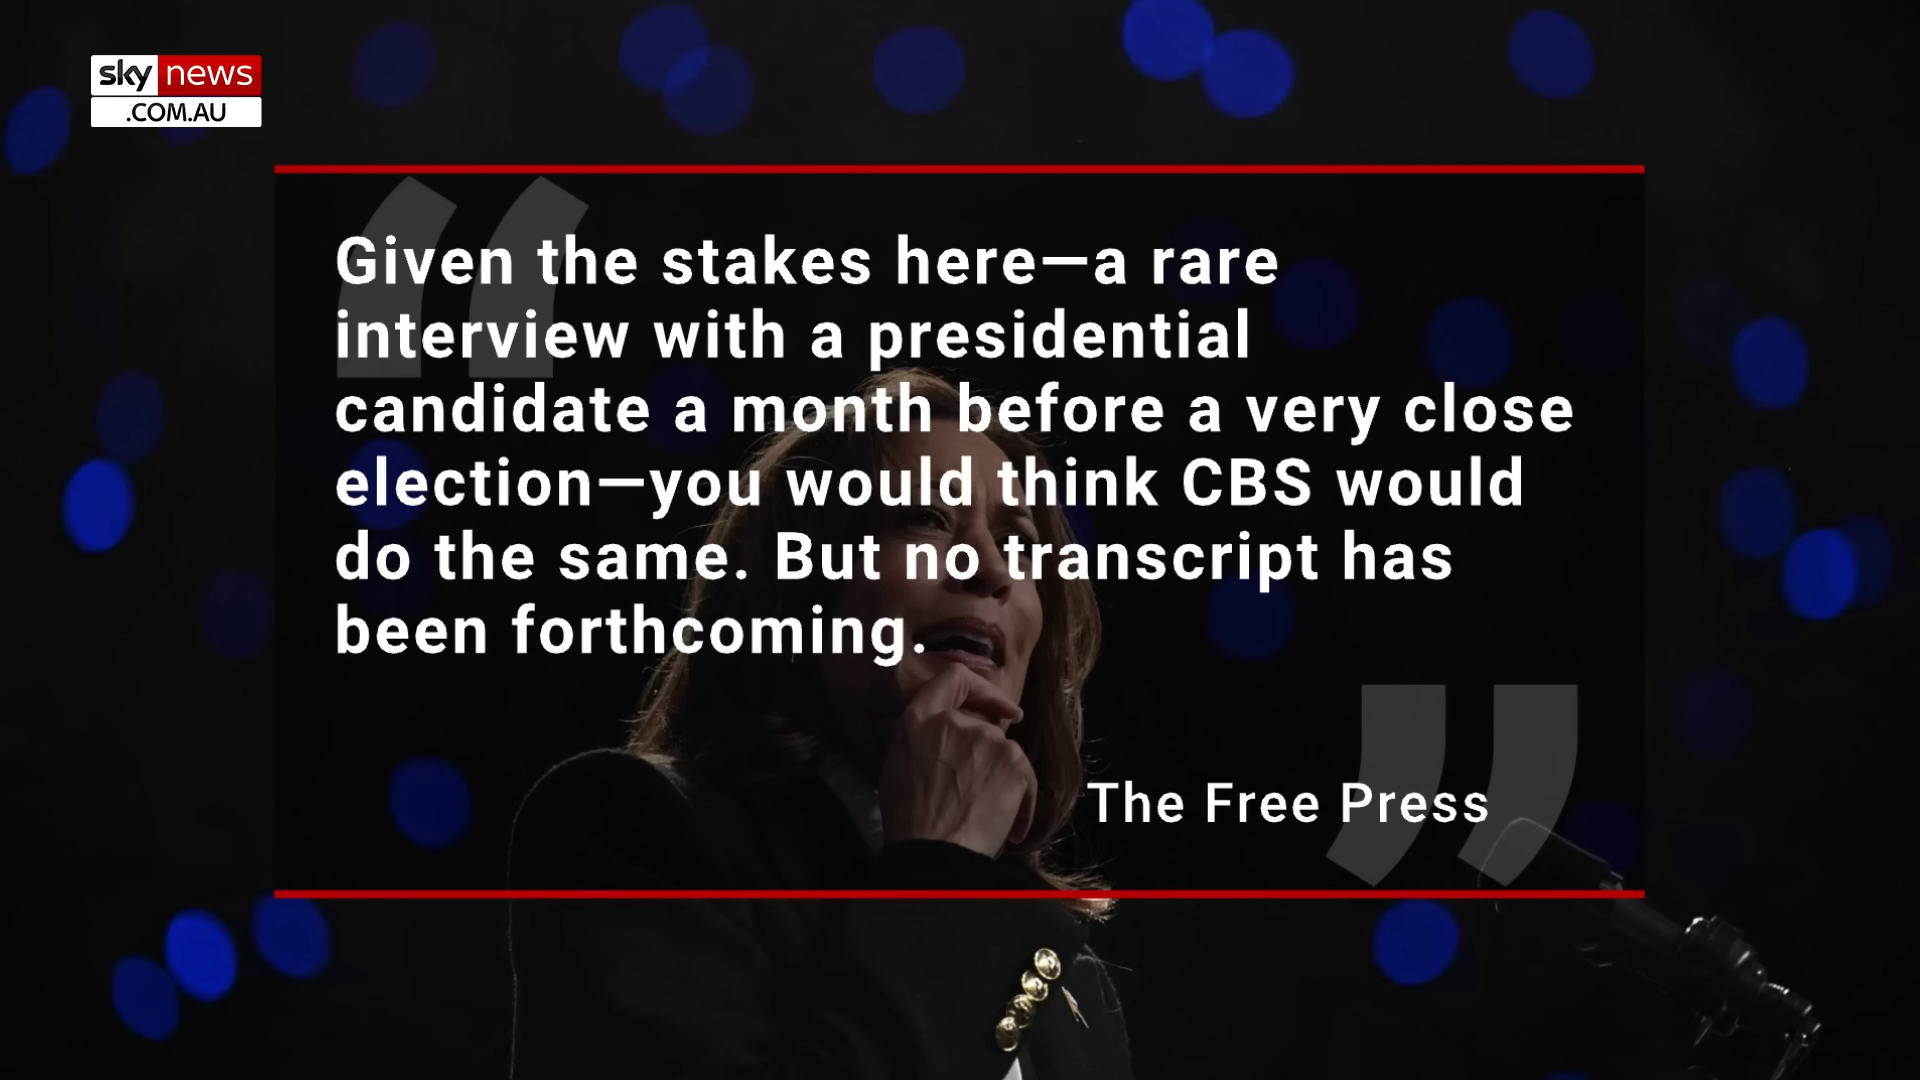 sky news
.COM.AU
Given the stakes here—a rare
interview with a presidential
candidate a month before a very close
election—you would think CBS would
do the same. But no transcript has
been forthcoming.
The Free Press